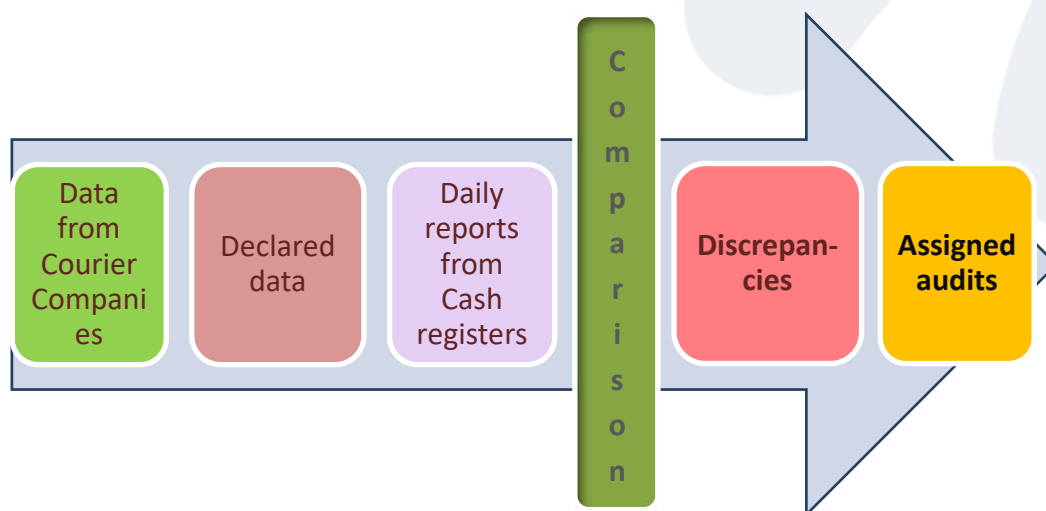 Data
from
Courier
Compani
es
Declared
data
Daily
reports
from
Cash
registers
C
o
m
p
a
r
i
s
o
n
Discrepan-
cies
Assigned
audits